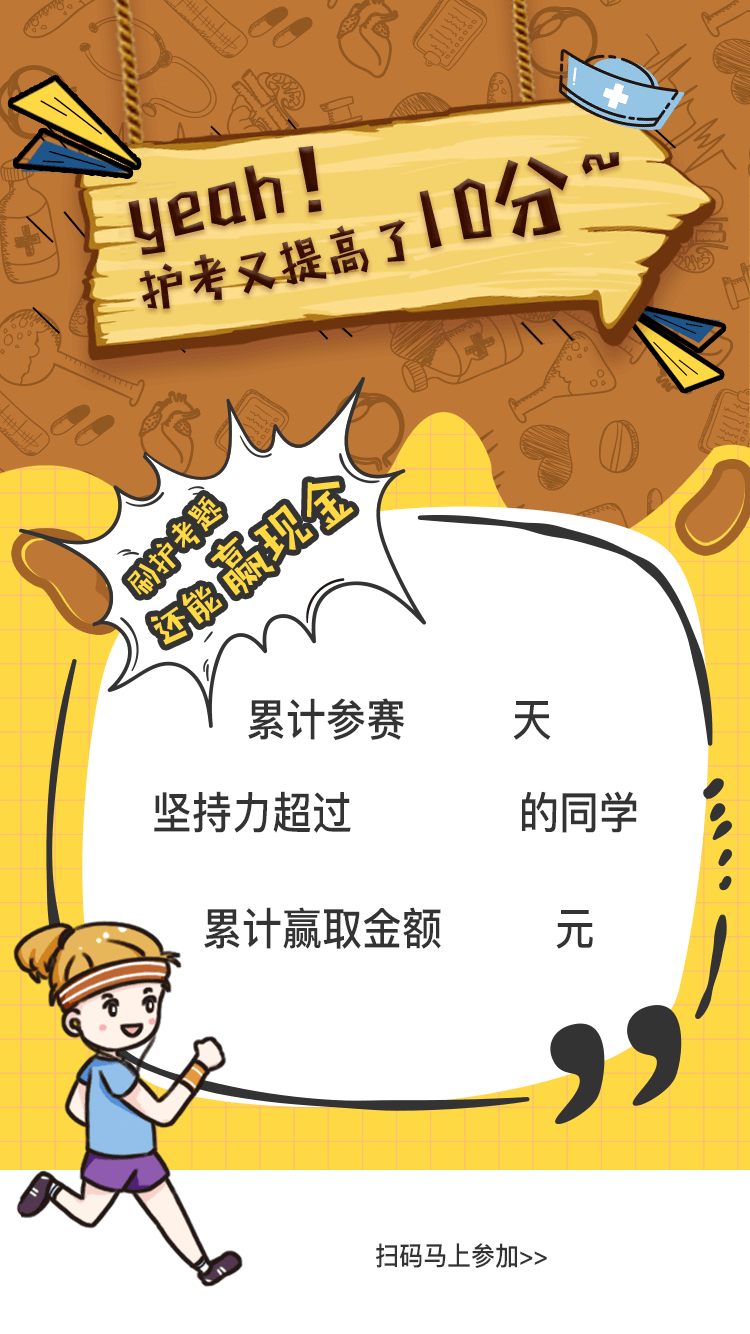 yeah!
护考又提高了10分~
刷护考题
还能赢现金
累计参赛 天
坚持力超过 的同学
累计赢取金额 元
扫码马上参加>>